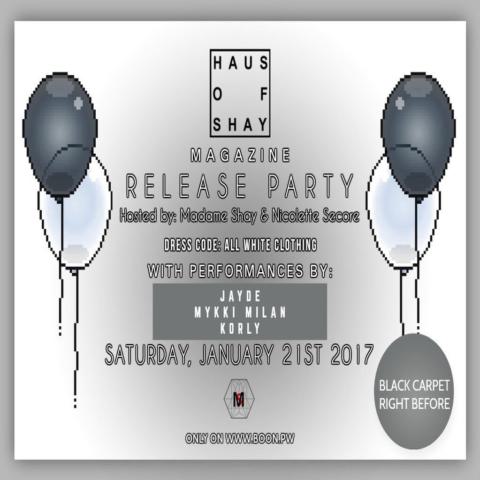 HAUS
OF
SHAY
MAGAZINE
RELEASE PARTY
Hosted by: Madame Shay & Nicolette Secore
DRESS CODE: ALL WHITE CLOTHING
WITH PERFORMANCES BY:
JAYDE
MYKKI MILAN
KORLY
SATURDAY, JANUARY 21ST 2017
BLACK CARPET
RIGHT BEFORE
ONLY ON WWW.BOON.PW